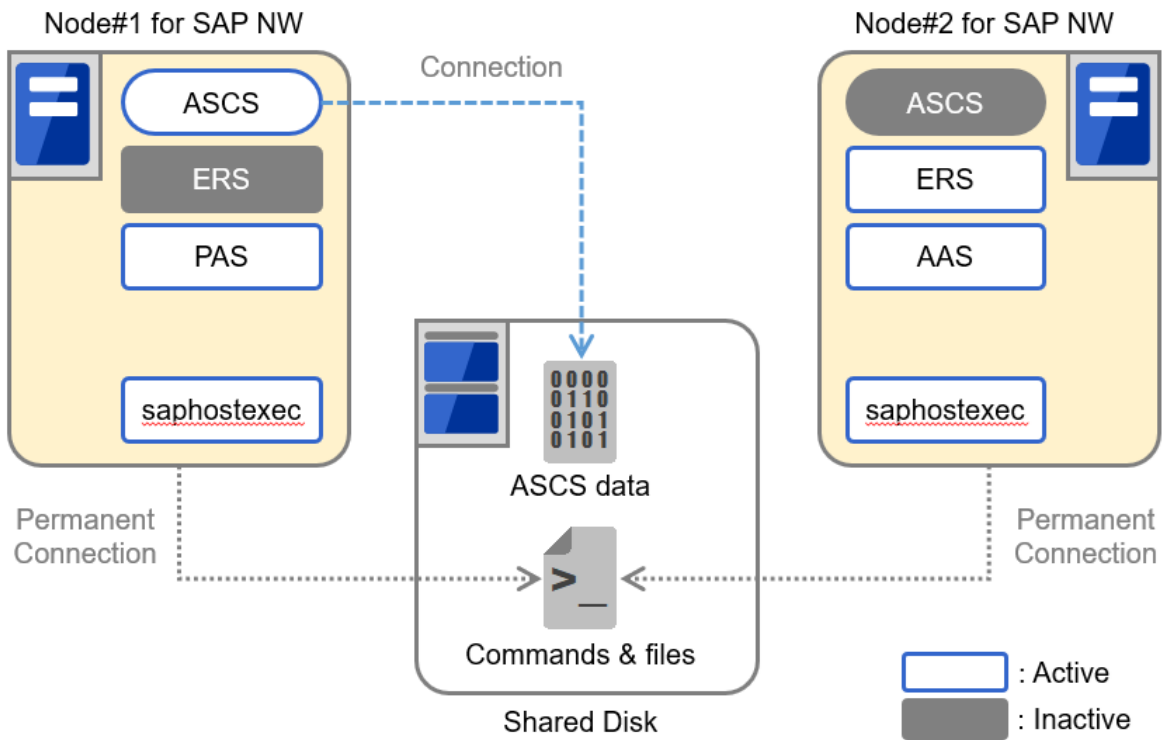 Node#1 for SAP NW
Node#2 for SAP NW
Connection
ASCS
ERS
PAS
saphostexec
ASCS
ERS
AAS
saphostexec
0000
0110
0101
0101
ASCS data
Permanent
Connection
Permanent
Connection
>_
Commands & files
Shared Disk
: Active
: Inactive